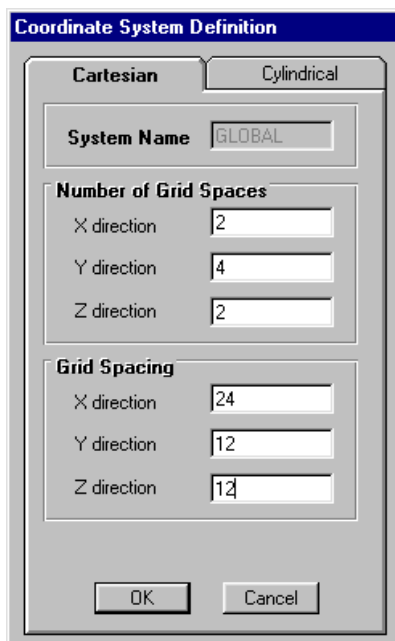 Coordinate System Definition
Cartesian Cylindrical
System Name GLOBAL
Number of Grid Spaces
X direction 2
Y direction 4
Z direction 2
Grid Spacing
X direction 24
Y direction 12
Z direction 12
OK Cancel